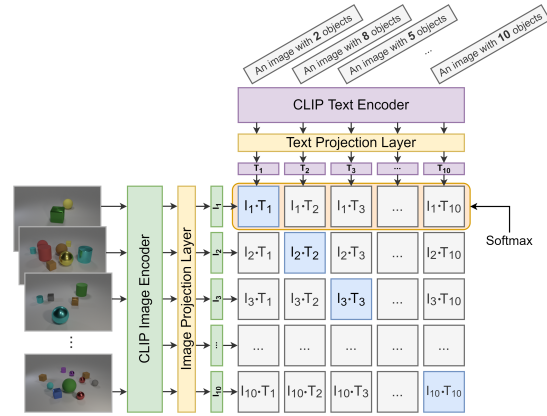 An image with 2 objects
An image with 8 objects
An image with 5 objects
...
An image with 10 objects
CLIP Text Encoder
Text Projection Layer
T1 T2 T3 ... T10
CLIP Image Encoder
Image Projection Layer
I1 I1·T1 I1·T2 I1·T3 ... I1·T10
Softmax
I2 I2·T1 I2·T2 I2·T3 ... I2·T10
I3 I3·T1 I3·T2 I3·T3 ... I3·T10
... ... ... ... ... ...
I10 I10·T1 I10·T2 I10·T3 ... I10·T10